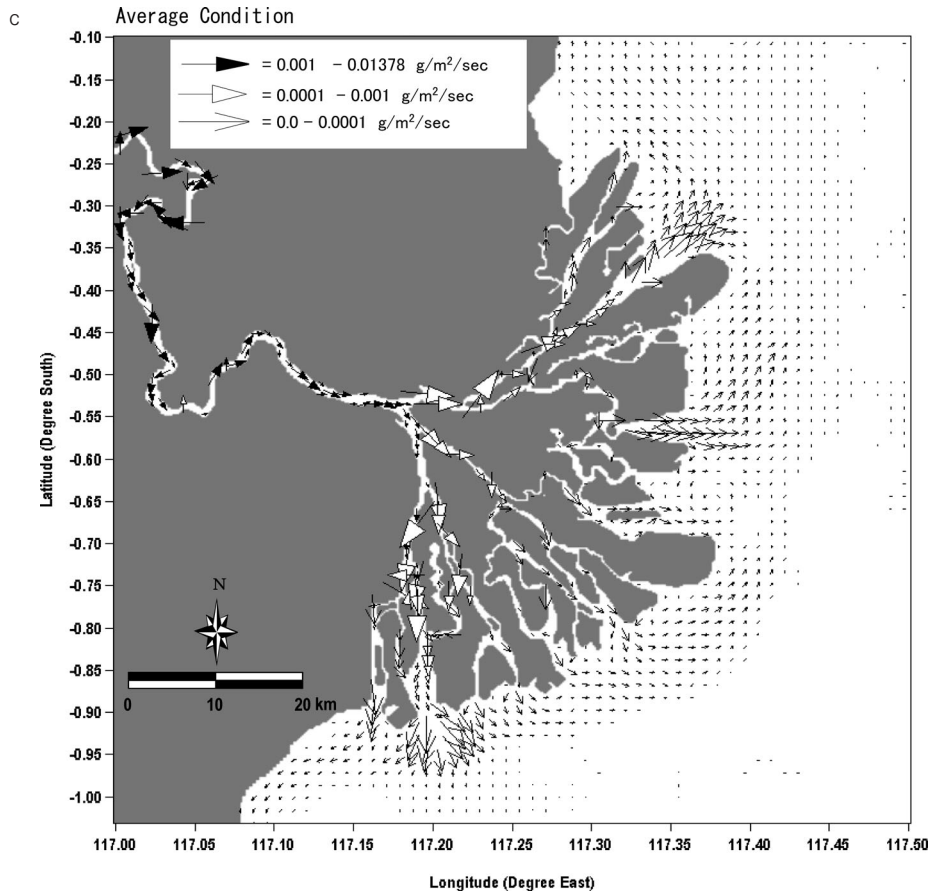 C
Average Condition
= 0.001 - 0.01378 g/m²/sec
= 0.0001 - 0.001 g/m²/sec
= 0.0 - 0.0001 g/m²/sec
-0.10
-0.15
-0.20
-0.25
-0.30
-0.35
-0.40
-0.45
-0.50
-0.55
-0.60
-0.65
-0.70
-0.75
-0.80
-0.85
-0.90
-0.95
-1.00
Latitude (Degree South)
N
0 10 20 km
117.00 117.05 117.10 117.15 117.20 117.25 117.30 117.35 117.40 117.45 117.50
Longitude (Degree East)